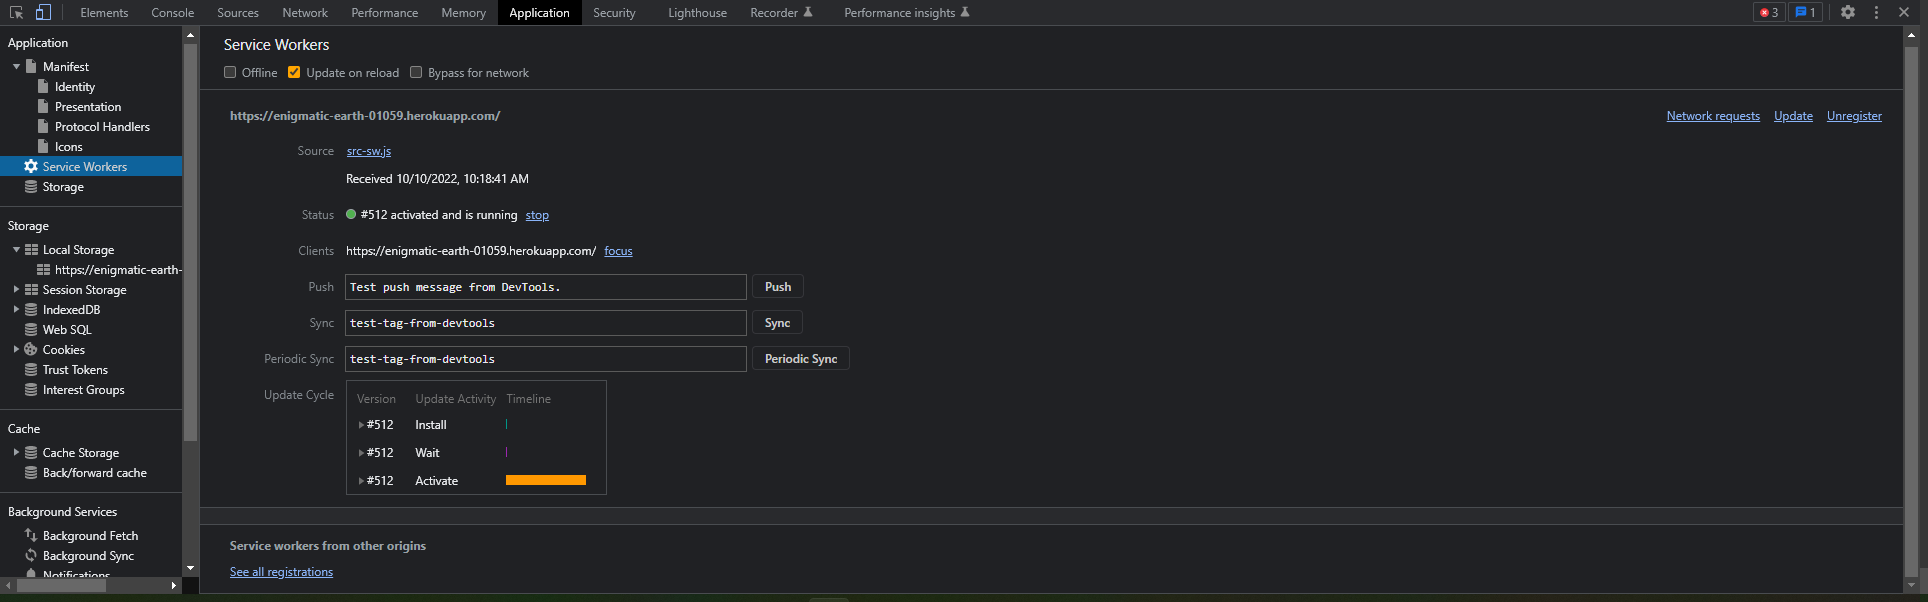 Elements Console Sources Network Performance Memory Application Security Lighthouse Recorder Performance insights 3 1
Application
Manifest
Identity
Presentation
Protocol Handlers
Icons
Service Workers
Storage
Storage
Local Storage
https://enigmatic-earth-
Session Storage
IndexedDB
Web SQL
Cookies
Trust Tokens
Interest Groups
Cache
Cache Storage
Back/forward cache
Background Services
Background Fetch
Background Sync
Notifications
Service Workers
Offline Update on reload Bypass for network
https://enigmatic-earth-01059.herokuapp.com/ Network requests Update Unregister
Source src-sw.js
Received 10/10/2022, 10:18:41 AM
Status #512 activated and is running stop
Clients https://enigmatic-earth-01059.herokuapp.com/ focus
Push Test push message from DevTools. Push
Sync test-tag-from-devtools Sync
Periodic Sync test-tag-from-devtools Periodic Sync
Update Cycle Version Update Activity Timeline
#512 Install
#512 Wait
#512 Activate
Service workers from other origins
See all registrations